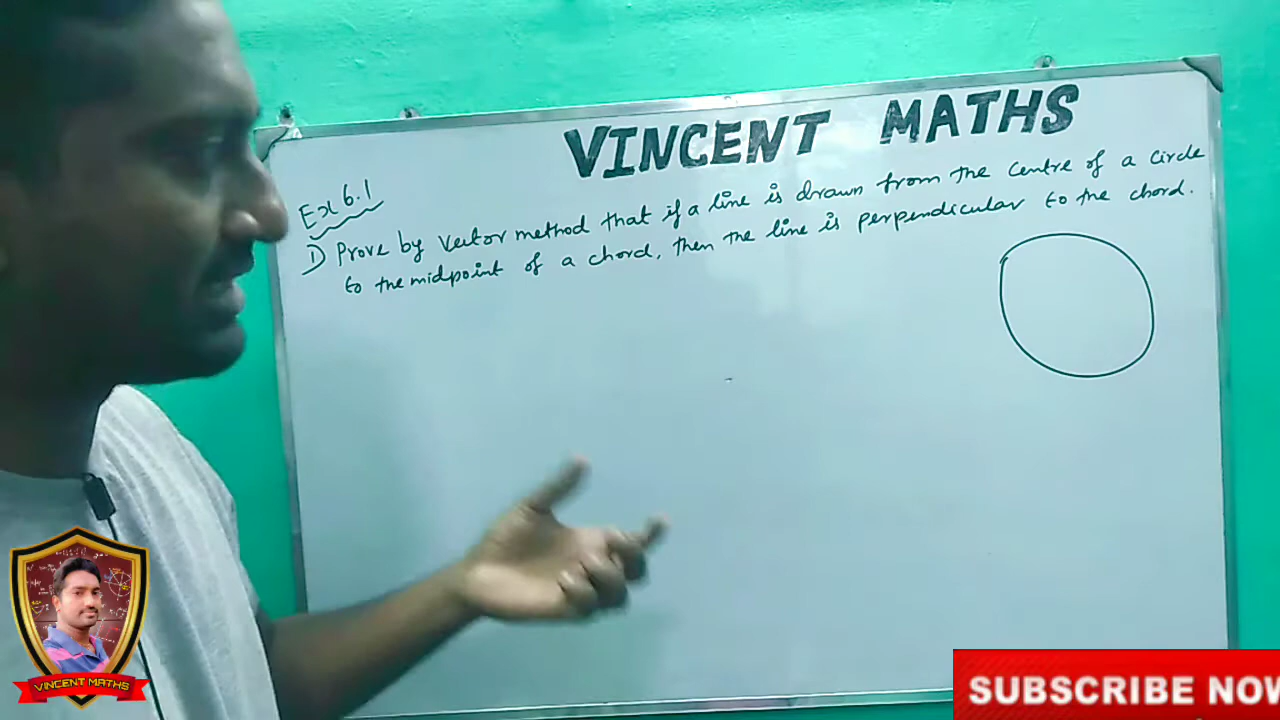 VINCENT MATHS
Ex 6.1
1) Prove by vector method that if a line is drawn from the centre of a circle
to the midpoint of a chord, then the line is perpendicular to the chord.
VINCENT MATHS
SUBSCRIBE NOW